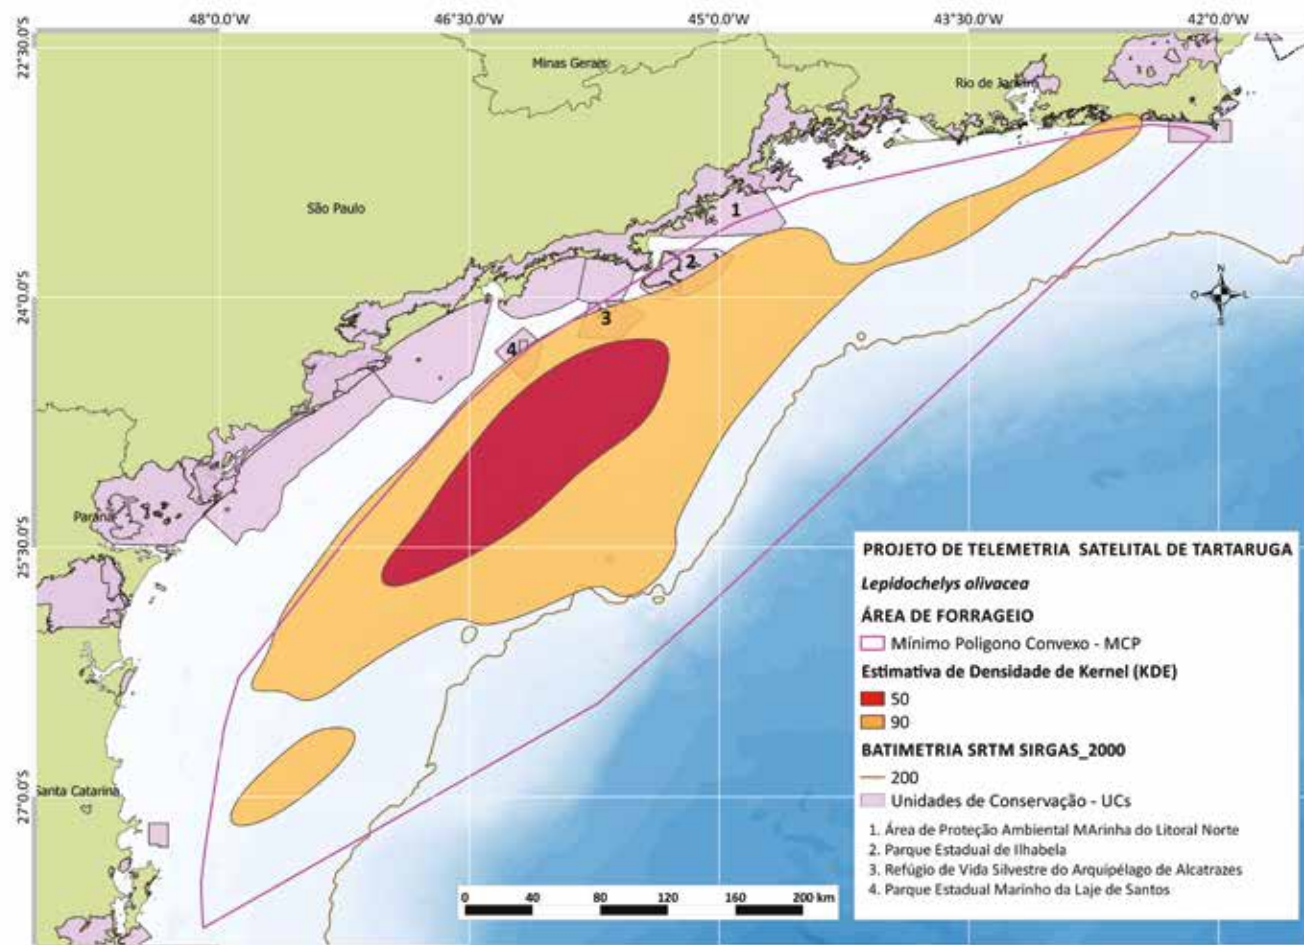 48°0.0'W 46°30.0'W 45°0.0'W 43°30.0'W 42°0.0'W
22°30.0'S
Minas Gerais
Rio de Janeiro
São Paulo
1
2
24°0.0'S
N
O L
S
3
4
Paraná
25°30.0'S
PROJETO DE TELEMETRIA SATELITAL DE TARTARUGA
Lepidochelys olivacea
ÁREA DE FORRAGEIO
Mínimo Poligono Convexo - MCP
Estimativa de Densidade de Kernel (KDE)
50
90
BATIMETRIA SRTM SIRGAS_2000
200
Unidades de Conservação - UCs
1. Área de Proteção Ambiental MArinha do Litoral Norte
2. Parque Estadual de Ilhabela
3. Refúgio de Vida Silvestre do Arquipélago de Alcatrazes
4. Parque Estadual Marinho da Laje de Santos
Santa Catarina
27°0.0'S
0 40 80 120 160 200 km